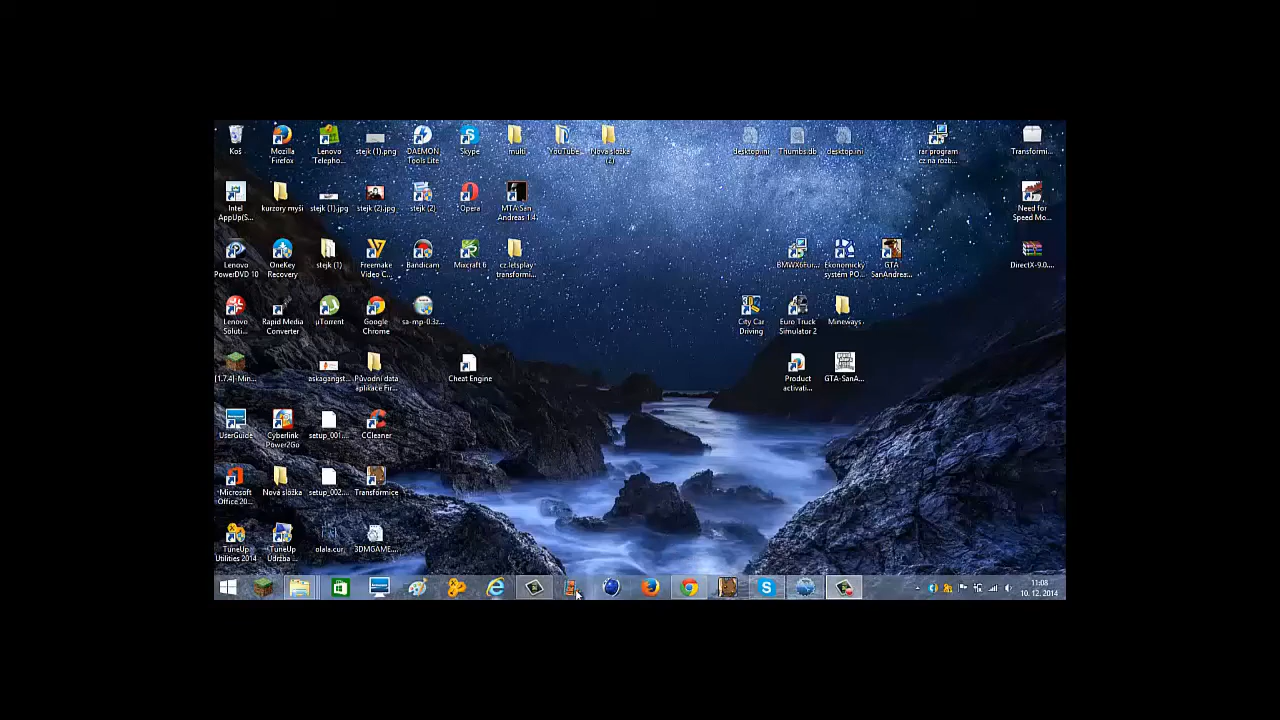 Koš
Mozilla
Firefox
Lenovo
Telepho...
stejk (1).png
DAEMON
Tools Lite
Skype
multi
YouTube
Nová složka
(2)
desktop.ini
Thumbs.db
desktop.ini
rar program
cz na rozb...
Transformi...
Intel
AppUp(S...
kurzory myši
stejk (1).jpg
stejk (2).jpg
stejk (2)
Opera
MTA San
Andreas 1.4
Need for
Speed Mo...
Lenovo
PowerDVD 10
OneKey
Recovery
stejk (1)
Freemake
Video C...
Bandicam
Mixcraft 6
cz.letsplay
transformi...
BMWX6Fur...
Ekonomický
systém PO...
GTA
SanAndrea...
DirectX-9.0...
Lenovo
Soluti...
Rapid Media
Converter
µTorrent
Google
Chrome
sa-mp-0.3z...
City Car
Driving
Euro Truck
Simulator 2
Mineways
[1.7.4] Min...
askagangst...
Původní data
aplikace Fir...
Cheat Engine
Product
activati...
GTA-SanA...
UserGuide
Cyberlink
Power2Go
setup_001....
CCleaner
Microsoft
Office 20...
Nová složka
setup_002....
Transformice
TuneUp
Utilities 2014
TuneUp
Údržba ...
olala.cur
3DMGAME...
11:08
10. 12. 2014